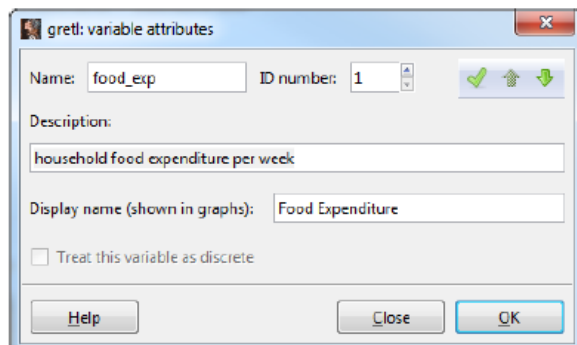 gretl: variable attributes
Name: food_exp ID number: 1
Description:
household food expenditure per week
Display name (shown in graphs): Food Expenditure
Treat this variable as discrete
Help Close OK